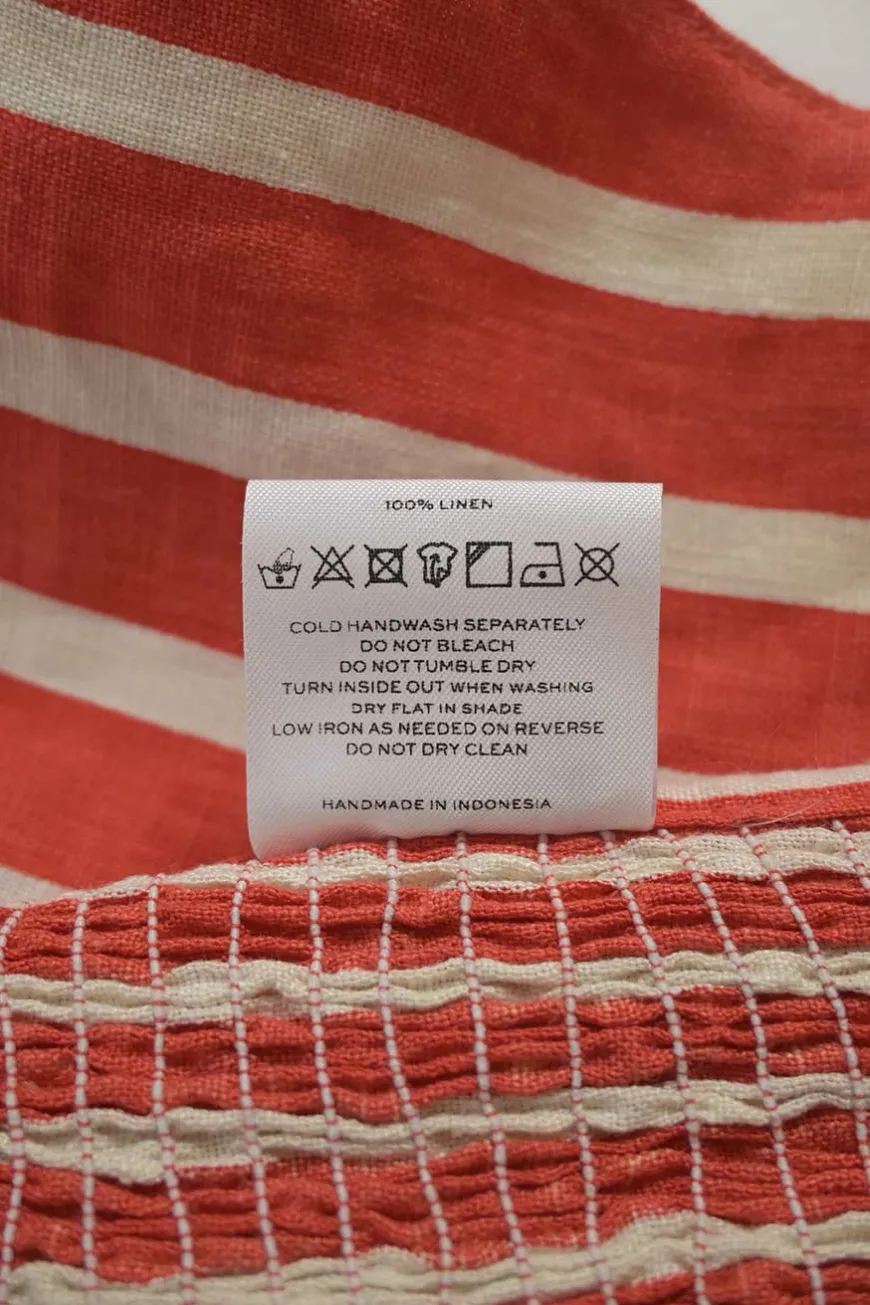 100% LINEN
COLD HANDWASH SEPARATELY
DO NOT BLEACH
DO NOT TUMBLE DRY
TURN INSIDE OUT WHEN WASHING
DRY FLAT IN SHADE
LOW IRON AS NEEDED ON REVERSE
DO NOT DRY CLEAN
HANDMADE IN INDONESIA